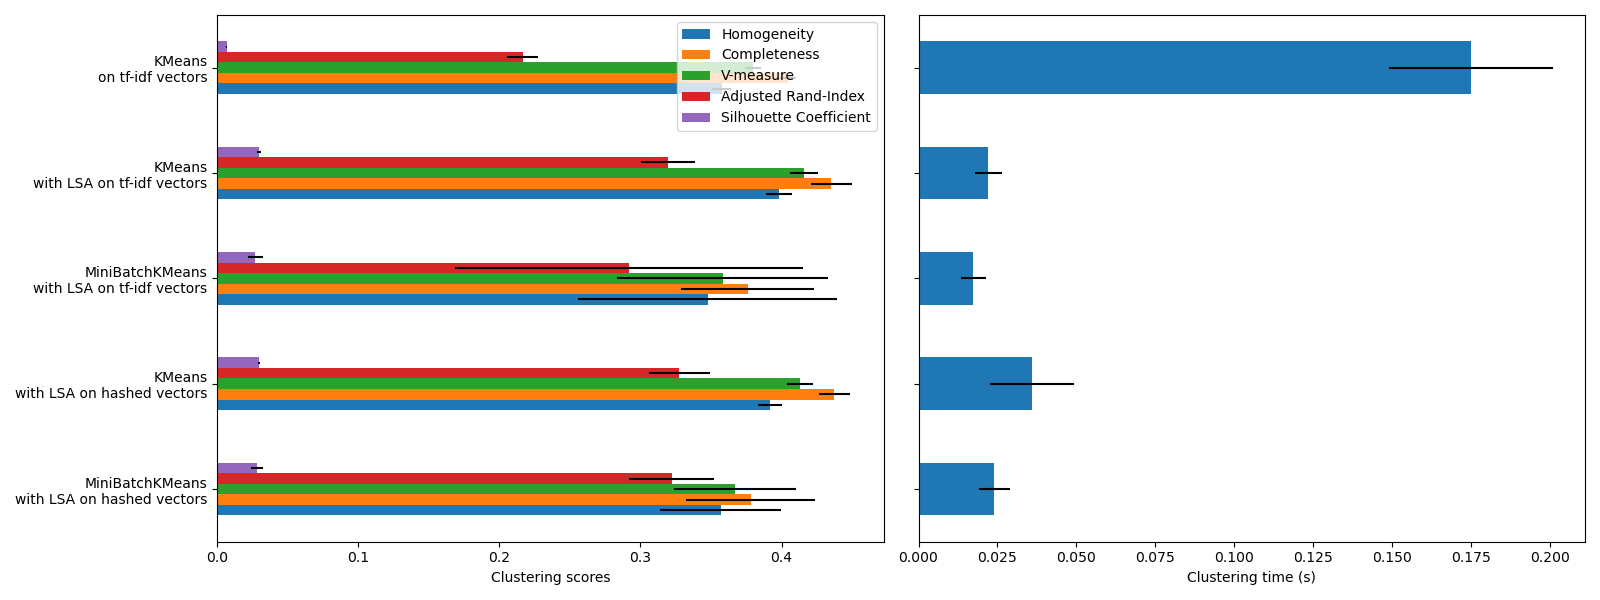 KMeans
on tf-idf vectors
KMeans
with LSA on tf-idf vectors
MiniBatchKMeans
with LSA on tf-idf vectors
KMeans
with LSA on hashed vectors
MiniBatchKMeans
with LSA on hashed vectors
Homogeneity
Completeness
V-measure
Adjusted Rand-Index
Silhouette Coefficient
0.0 0.1 0.2 0.3 0.4
Clustering scores
0.000 0.025 0.050 0.075 0.100 0.125 0.150 0.175 0.200
Clustering time (s)